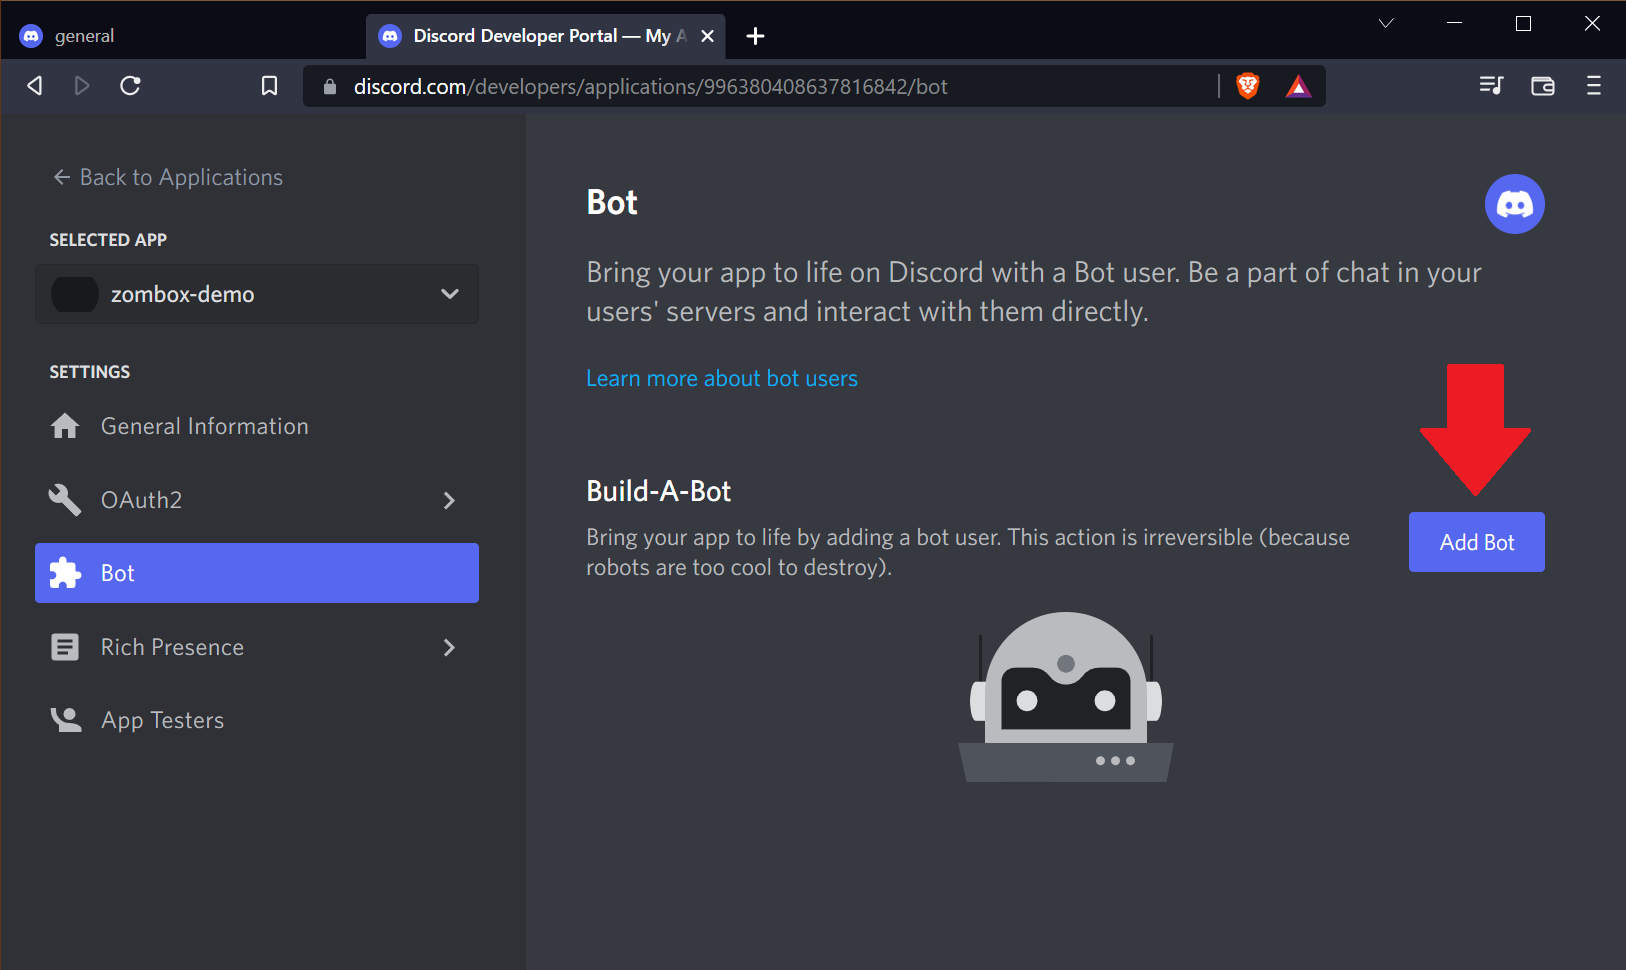 general
Discord Developer Portal — My A
discord.com/developers/applications/996380408637816842/bot
Back to Applications
SELECTED APP
zombox-demo
SETTINGS
General Information
OAuth2
Bot
Rich Presence
App Testers
Bot
Bring your app to life on Discord with a Bot user. Be a part of chat in your
users' servers and interact with them directly.
Learn more about bot users
Build-A-Bot
Bring your app to life by adding a bot user. This action is irreversible (because
robots are too cool to destroy).
Add Bot